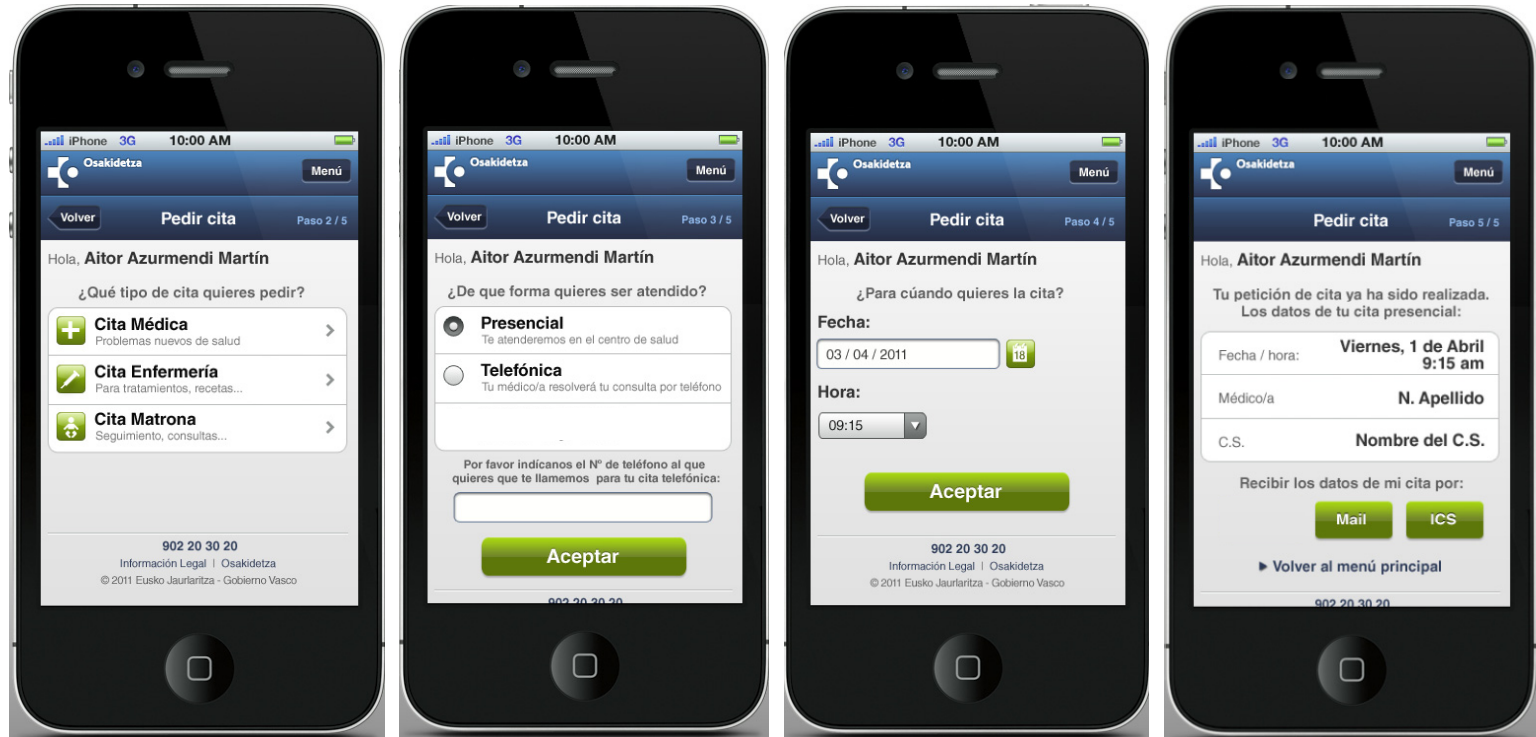 iPhone 3G 10:00 AM
Osakidetza
Menú
Volver Pedir cita Paso 2 / 5
Hola, Aitor Azurmendi Martín
¿Qué tipo de cita quieres pedir?
Cita Médica
Problemas nuevos de salud
Cita Enfermería
Para tratamientos, recetas...
Cita Matrona
Seguimiento, consultas...
902 20 30 20
Información Legal | Osakidetza
© 2011 Eusko Jaurlaritza - Gobierno Vasco
iPhone 3G 10:00 AM
Osakidetza
Menú
Volver Pedir cita Paso 3 / 5
Hola, Aitor Azurmendi Martín
¿De que forma quieres ser atendido?
Presencial
Te atenderemos en el centro de salud
Telefónica
Tu médico/a resolverá tu consulta por teléfono
Por favor indícanos el Nº de teléfono al que
quieres que te llamemos para tu cita telefónica:
Aceptar
902 20 30 20
iPhone 3G 10:00 AM
Osakidetza
Menú
Volver Pedir cita Paso 4 / 5
Hola, Aitor Azurmendi Martín
¿Para cúando quieres la cita?
Fecha:
03 / 04 / 2011
18
Hora:
09:15
Aceptar
902 20 30 20
Información Legal | Osakidetza
© 2011 Eusko Jaurlaritza - Gobierno Vasco
iPhone 3G 10:00 AM
Osakidetza
Menú
Pedir cita Paso 5 / 5
Hola, Aitor Azurmendi Martín
Tu petición de cita ya ha sido realizada.
Los datos de tu cita presencial:
Fecha / hora: Viernes, 1 de Abril
9:15 am
Médico/a N. Apellido
C.S. Nombre del C.S.
Recibir los datos de mi cita por:
Mail ICS
Volver al menú principal
902 20 30 20